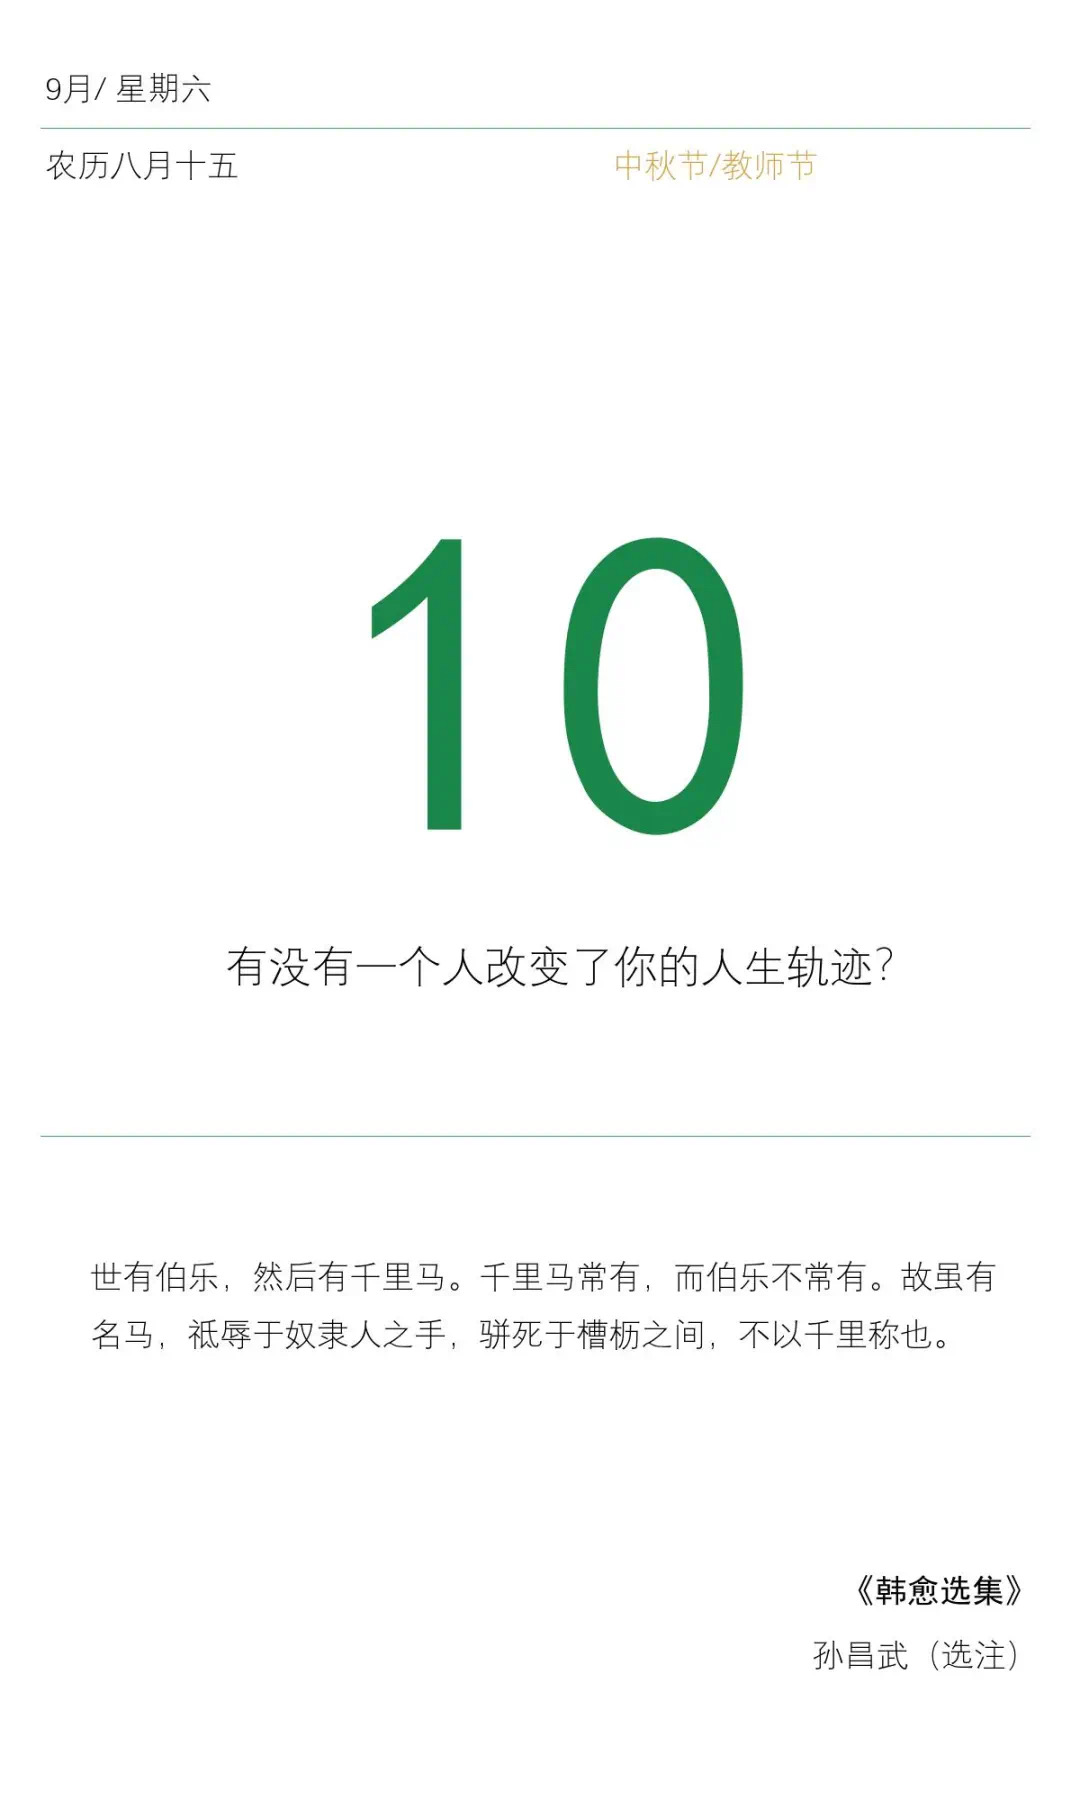 9月/ 星期六
农历八月十五 中秋节/教师节
10
有没有一个人改变了你的人生轨迹?
世有伯乐，然后有千里马。千里马常有，而伯乐不常有。故虽有
名马，祗辱于奴隶人之手，骈死于槽枥之间，不以千里称也。
《韩愈选集》
孙昌武（选注）